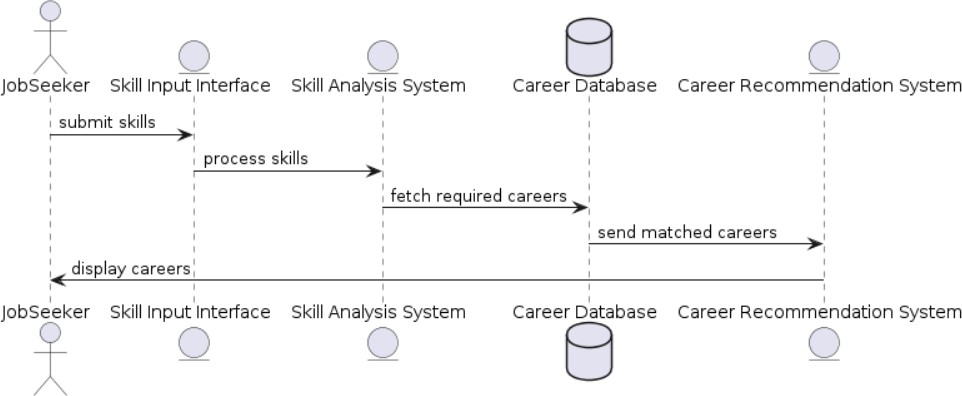 JobSeeker Skill Input Interface Skill Analysis System Career Database Career Recommendation System
submit skills
process skills
fetch required careers
send matched careers
display careers
JobSeeker Skill Input Interface Skill Analysis System Career Database Career Recommendation System